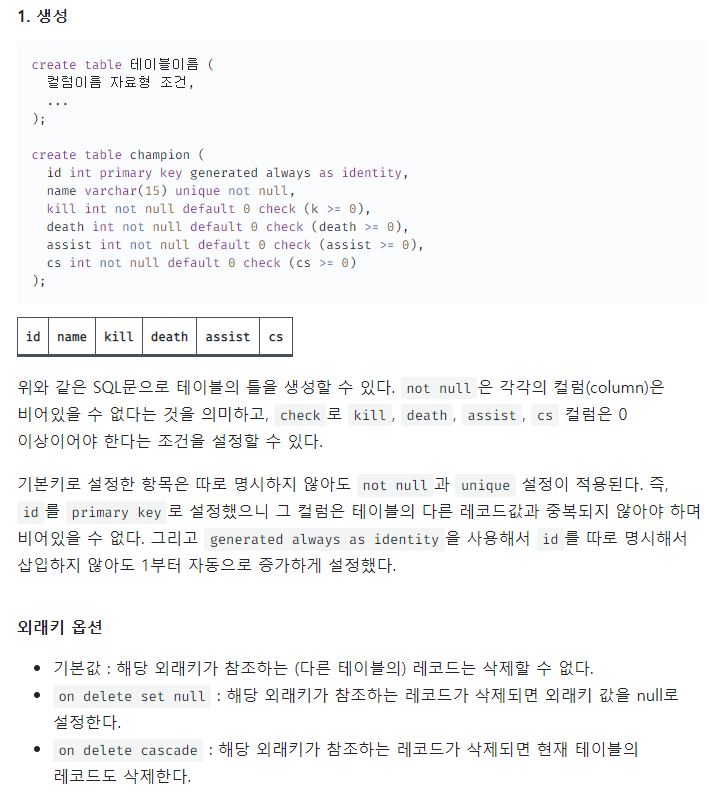 1. 생성
create table 테이블이름 (
컬럼이름 자료형 조건,
...
);
create table champion (
id int primary key generated always as identity,
name varchar(15) unique not null,
kill int not null default 0 check (k >= 0),
death int not null default 0 check (death >= 0),
assist int not null default 0 check (assist >= 0),
cs int not null default 0 check (cs >= 0)
);
id name kill death assist cs
위와 같은 SQL문으로 테이블의 틀을 생성할 수 있다. not null 은 각각의 컬럼(column)은
비어있을 수 없다는 것을 의미하고, check 로 kill , death , assist , cs 컬럼은 0
이상이어야 한다는 조건을 설정할 수 있다.
기본키로 설정한 항목은 따로 명시하지 않아도 not null 과 unique 설정이 적용된다. 즉,
id 를 primary key 로 설정했으니 그 컬럼은 테이블의 다른 레코드값과 중복되지 않아야 하며
비어있을 수 없다. 그리고 generated always as identity 을 사용해서 id 를 따로 명시해서
삽입하지 않아도 1부터 자동으로 증가하게 설정했다.
외래키 옵션
• 기본값 : 해당 외래키가 참조하는 (다른 테이블의) 레코드는 삭제할 수 없다.
• on delete set null : 해당 외래키가 참조하는 레코드가 삭제되면 외래키 값을 null로
설정한다.
• on delete cascade : 해당 외래키가 참조하는 레코드가 삭제되면 현재 테이블의
레코드도 삭제한다.